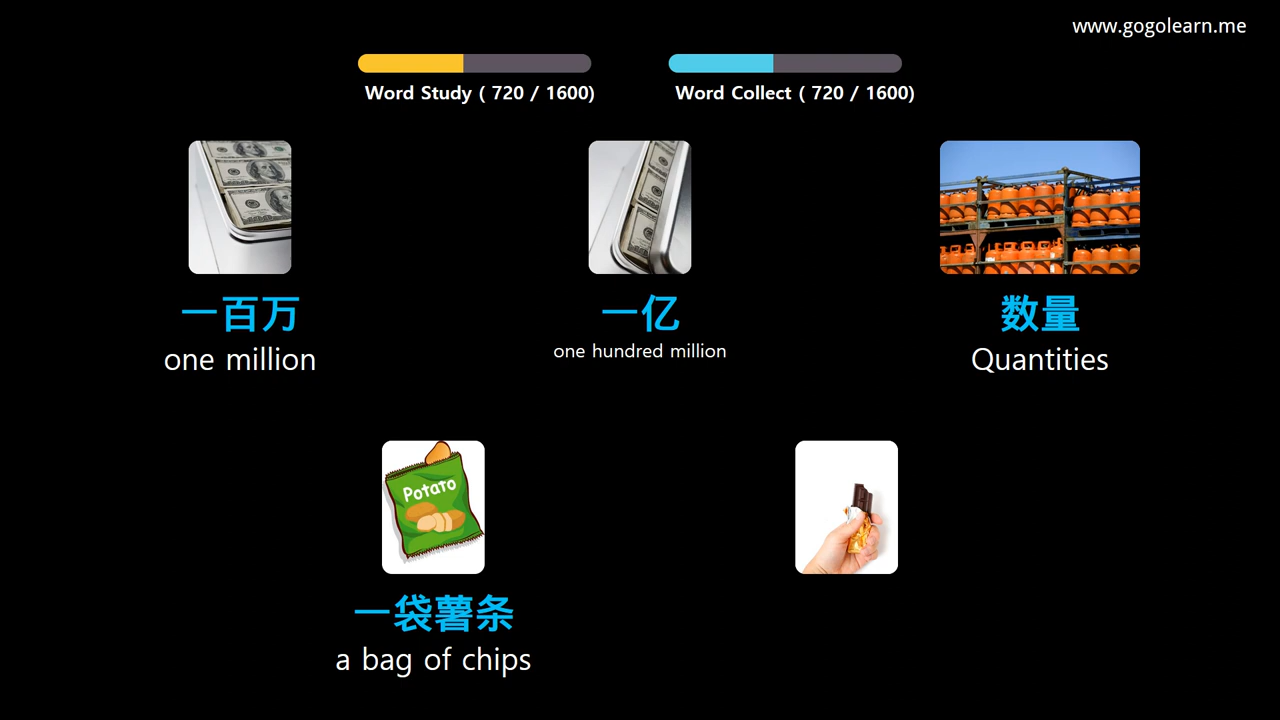 www.gogolearn.me
Word Study ( 720 / 1600)
Word Collect ( 720 / 1600)
一百万
one million
一亿
one hundred million
数量
Quantities
Potato
一袋薯条
a bag of chips